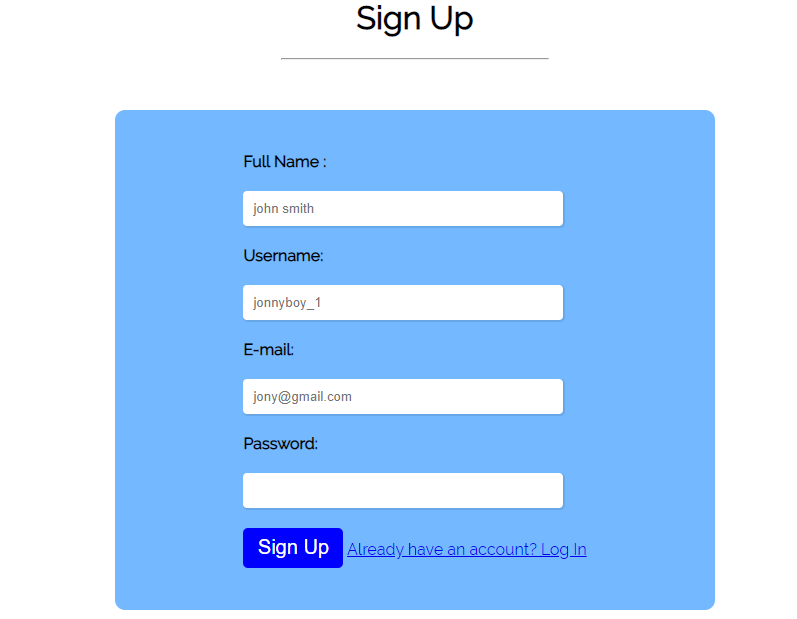 Sign Up
Full Name :
john smith
Username:
jonnyboy_1
E-mail:
jony@gmail.com
Password:
Sign Up Already have an account? Log In